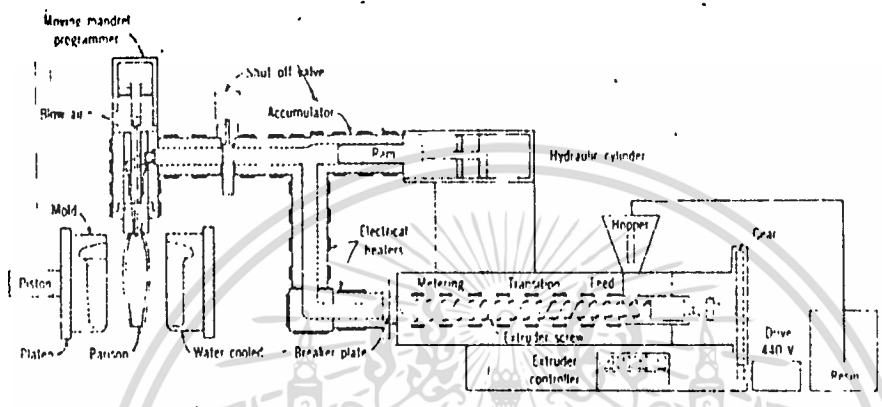 Moving mandrel
programmer
Shut off valve
Blow air
Accumulator
Ram
Hydraulic cylinder
Mold
Electrical
heaters
Hopper
Gear
Piston
Metering
Transition
Feed
Platen
Parison
Water cooled
Breaker plate
Extruder screw
Extruder
controller
Drive
440 V
Resin